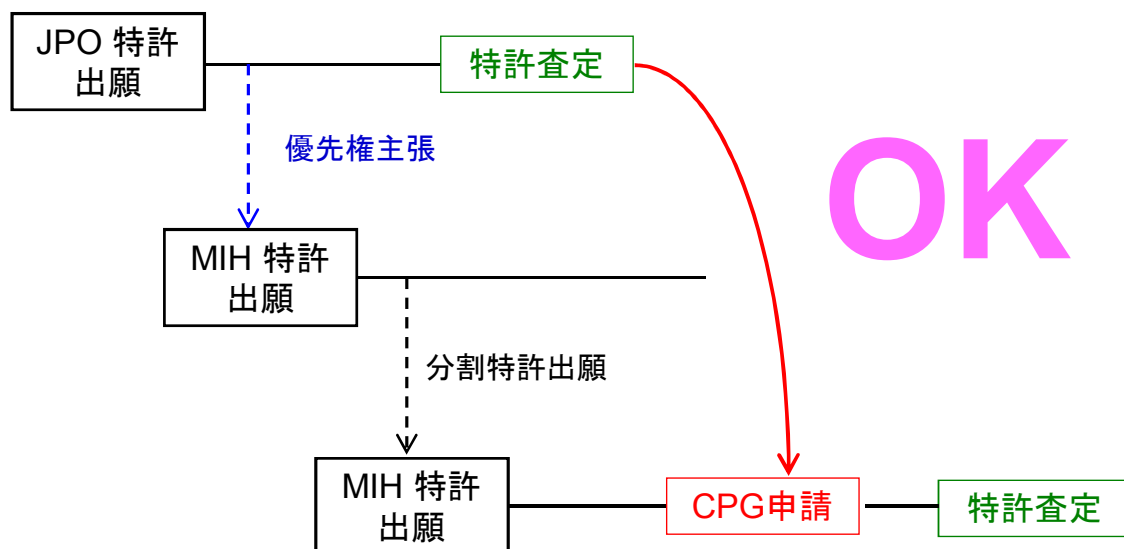 JPO 特許
出願
特許査定
優先権主張
OK
MIH 特許
出願
分割特許出願
MIH 特許
出願
CPG申請
特許査定